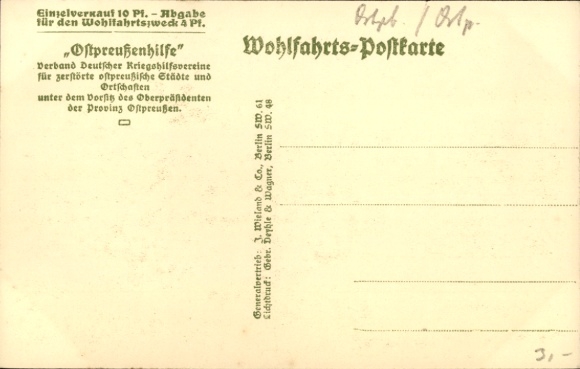 Einzelverkauf 10 Pf. - Abgabe
für den Wohlfahrtszweck 4 Pf.
„Ostpreußenhilfe"
Verband Deutscher Kriegshilfsvereine
für zerstörte ostpreußische Städte und
Ortschaften
unter dem Vorsitz des Oberpräsidenten
der Provinz Ostpreußen.
Wohlfahrts-Postkarte
Generalvertrieb: J. Wieland & Co., Berlin SW. 61
Lichtdruck: Gebr. & Wagner, Berlin SW. 48
3,-